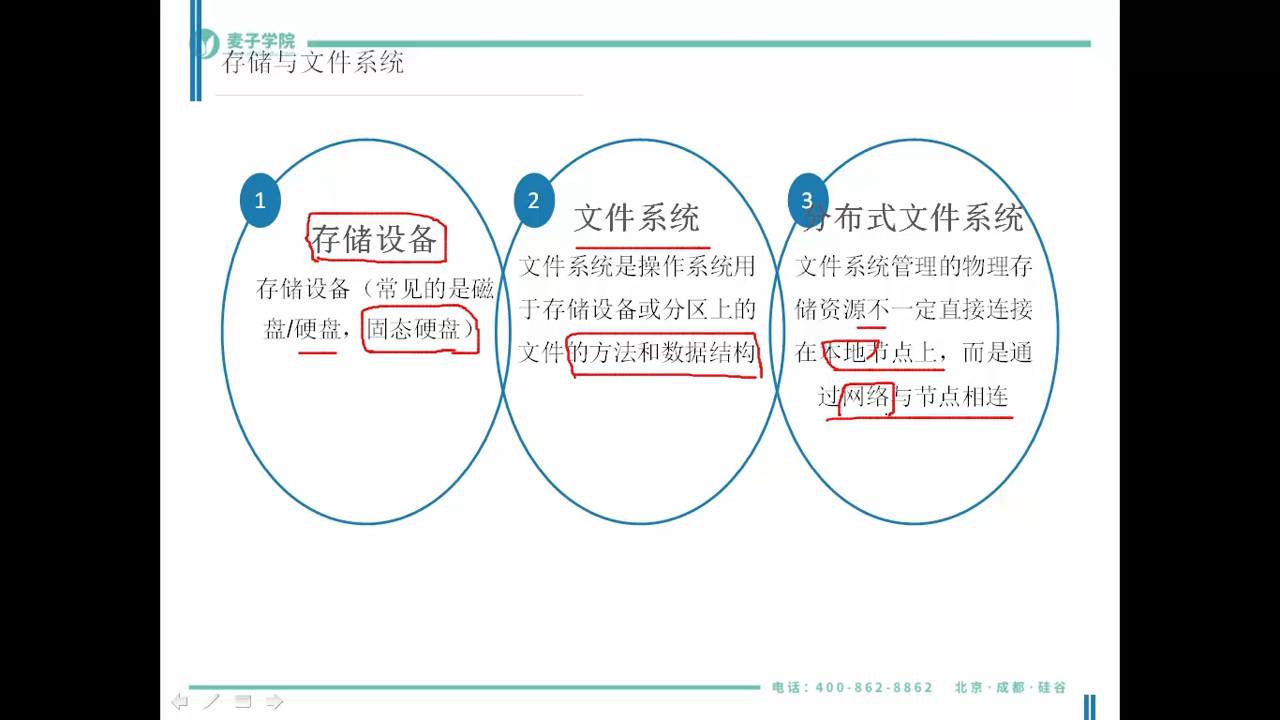 麦子学院
存储与文件系统
1
存储设备
存储设备（常见的是磁
盘/硬盘，固态硬盘）
2
文件系统
文件系统是操作系统用
于存储设备或分区上的
文件的方法和数据结构
3
分布式文件系统
文件系统管理的物理存
储资源不一定直接连接
在本地节点上，而是通
过网络与节点相连
电话：400-862-8862 北京·成都·硅谷